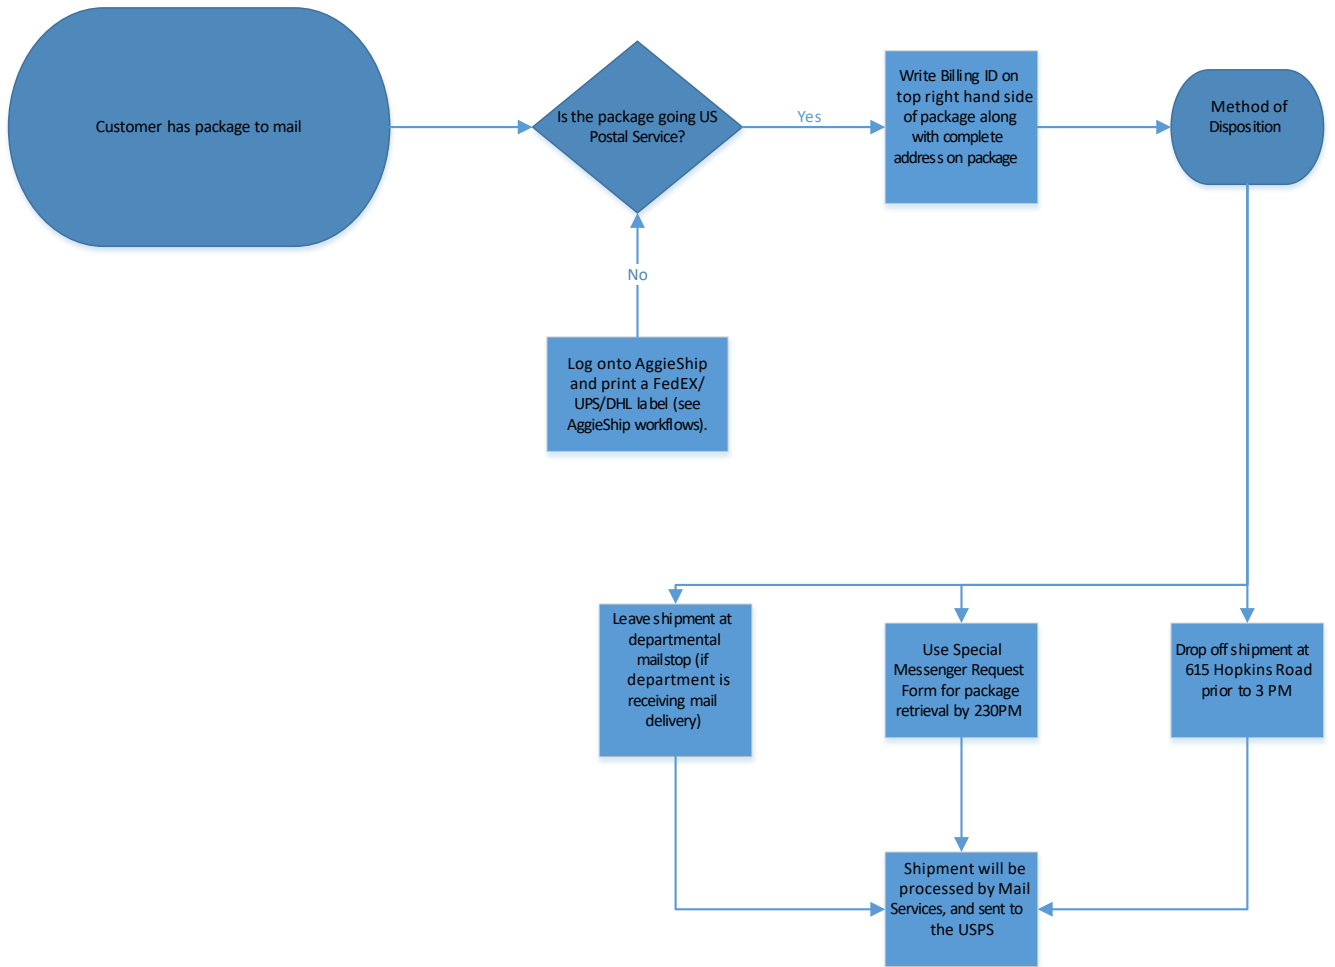 Customer has package to mail
Is the package going US
Postal Service?
Yes
Write Billing ID on
top right hand side
of package along
with complete
address on package
Method of
Disposition
No
Log onto AggieShip
and print a FedEX/
UPS/DHL label (see
AggieShip workflows).
Leave shipment at
departmental
mailstop (if
department is
receiving mail
delivery)
Use Special
Messenger Request
Form for package
retrieval by 230PM
Drop off shipment at
615 Hopkins Road
prior to 3 PM
Shipment will be
processed by Mail
Services, and sent to
the USPS